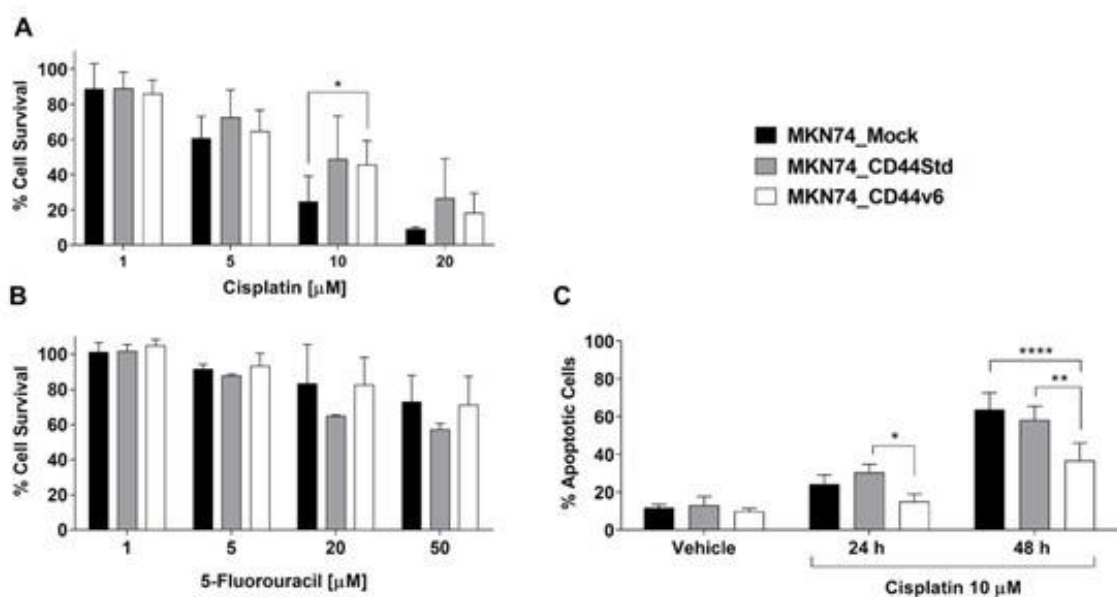 A
% Cell Survival
100
80
60
40
20
0
*
1 5 10 20
Cisplatin [μM]
MKN74_Mock
MKN74_CD44Std
MKN74_CD44v6
B
% Cell Survival
100
80
60
40
20
0
1 5 20 50
5-Fluorouracil [μM]
C
% Apoptotic Cells
100
80
60
40
20
0
*
****
**
Vehicle 24 h 48 h
Cisplatin 10 μM